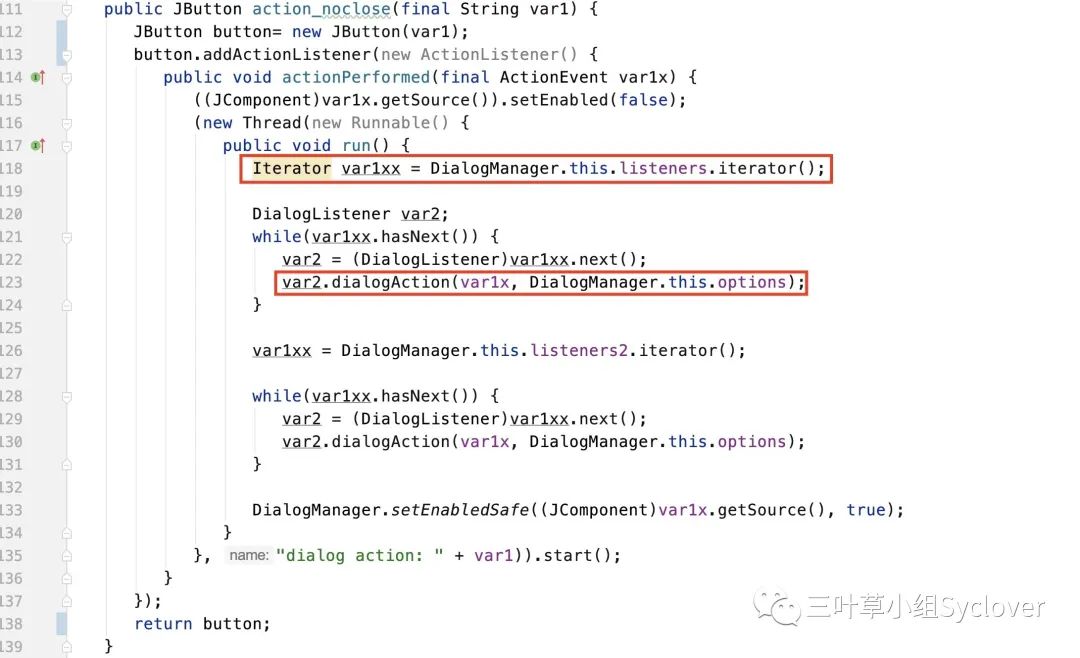 111 public JButton action_noclose(final String var1) {
112 JButton button= new JButton(var1);
113 button.addActionListener(new ActionListener() {
114 public void actionPerformed(final ActionEvent var1x) {
115 ((JComponent)var1x.getSource()).setEnabled(false);
116 (new Thread(new Runnable() {
117 public void run() {
118 Iterator var1xx = DialogManager.this.listeners.iterator();
119
120 DialogListener var2;
121 while(var1xx.hasNext()) {
122 var2 = (DialogListener)var1xx.next();
123 var2.dialogAction(var1x, DialogManager.this.options);
124 }
125
126 var1xx = DialogManager.this.listeners2.iterator();
127
128 while(var1xx.hasNext()) {
129 var2 = (DialogListener)var1xx.next();
130 var2.dialogAction(var1x, DialogManager.this.options);
131 }
132
133 DialogManager.setEnabledSafe((JComponent)var1x.getSource(), true);
134 }
135 }, name: "dialog action: " + var1)).start();
136 }
137 });
138 return button;
139 }
三叶草小组Syclover